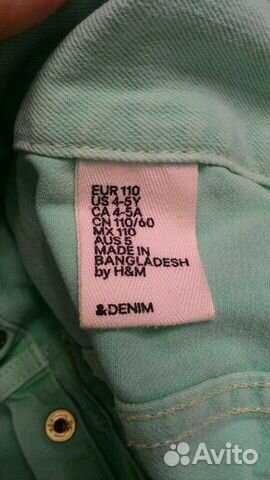 EUR 110
US 4-5Y
CA 4-5A
CN 110/60
MX 110
AUS 5
MADE IN
BANGLADESH
by H&M
&DENIM
Avito